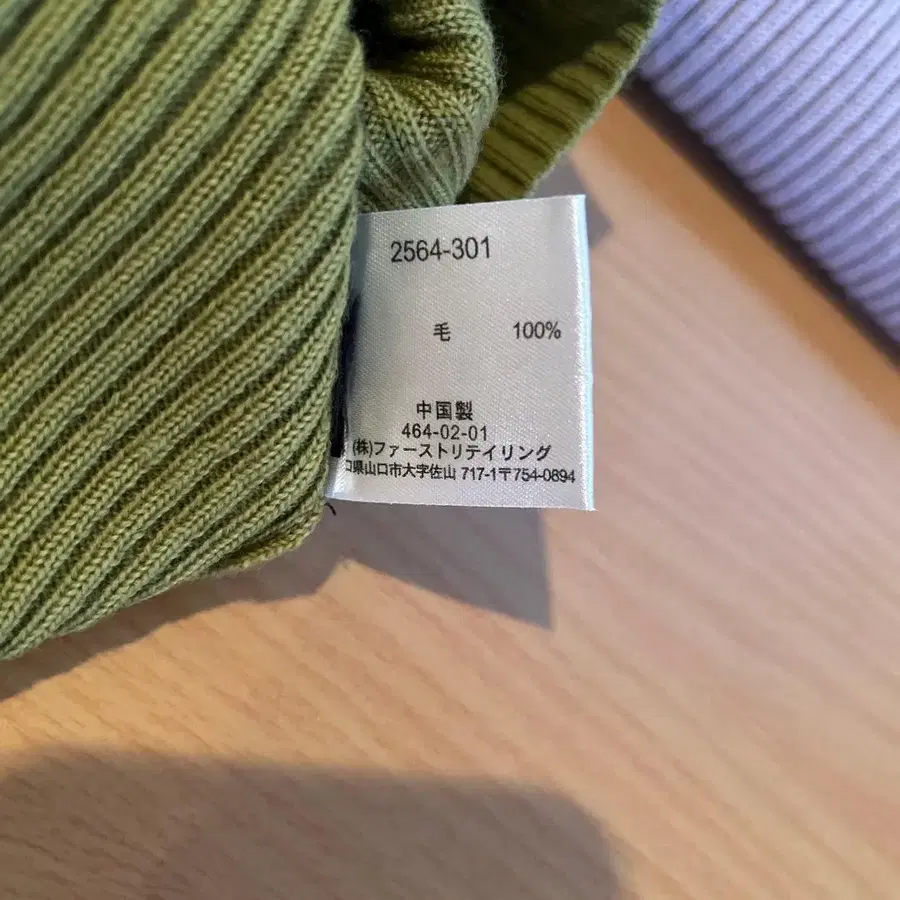 2564-301
毛 100%
中国製
464-02-01
(株)ファーストリテイリング
口県山口市大字佐山 717-1〒754-0894